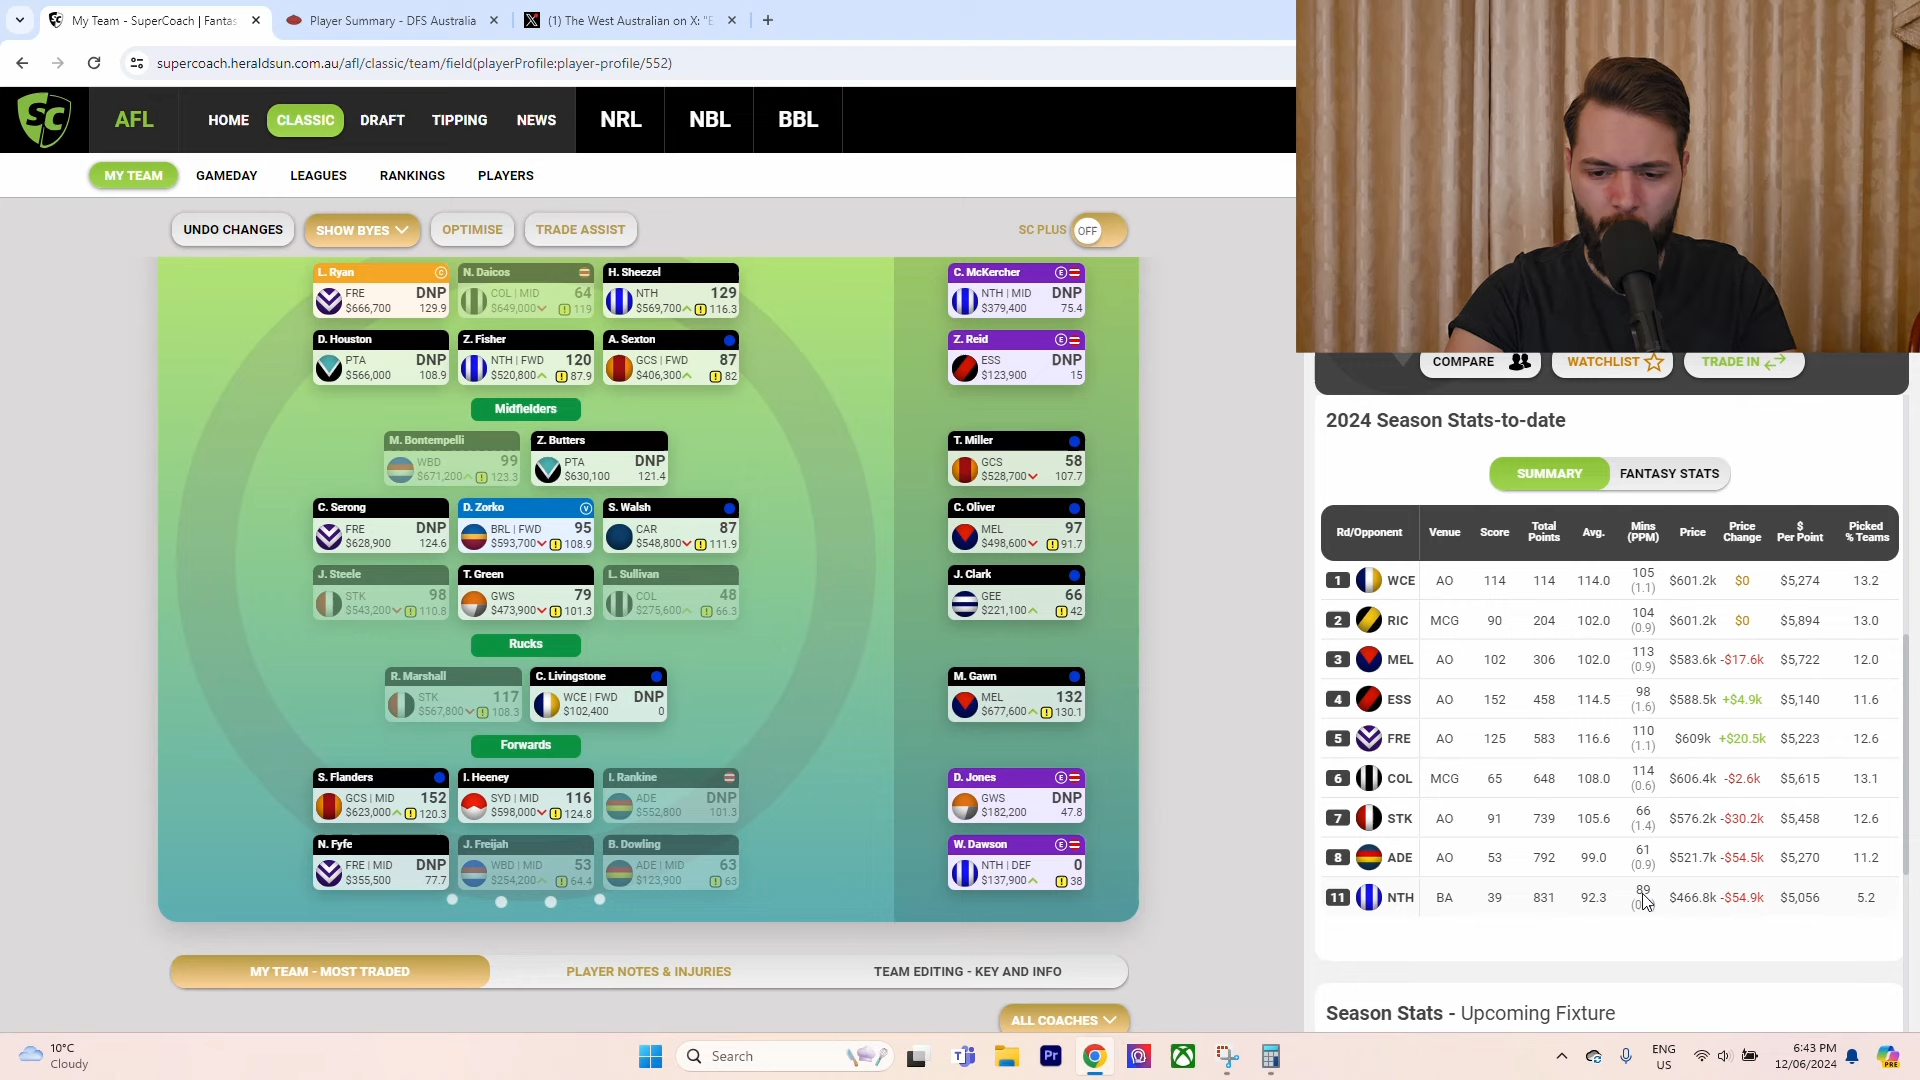 My Team - SuperCoach | Fantas
Player Summary - DFS Australia
(1) The West Australian on X: "E
supercoach.heraldsun.com.au/afl/classic/team/field(playerProfile:player-profile/552)
SC
AFL
HOME
CLASSIC
DRAFT
TIPPING
NEWS
NRL
NBL
BBL
MY TEAM
GAMEDAY
LEAGUES
RANKINGS
PLAYERS
UNDO CHANGES
SHOW BYES
OPTIMISE
TRADE ASSIST
SC PLUS
OFF
L. Ryan C
FRE DNP
$666,700 129.9
N. Daicos
COL | MID 64
$649,000 119
H. Sheezel
NTH 129
$569,700 116.3
C. McKercher E
NTH | MID DNP
$379,400 75.4
D. Houston
PTA DNP
$566,000 108.9
Z. Fisher
NTH | FWD 120
$520,800 87.9
A. Sexton
GCS | FWD 87
$406,300 82
Z. Reid E
ESS DNP
$123,900 15
Midfielders
M. Bontempelli
WBD 99
$671,200 123.3
Z. Butters
PTA DNP
$630,100 121.4
T. Miller
GCS 58
$528,700 107.7
C. Serong
FRE DNP
$628,900 124.6
D. Zorko V
BRL | FWD 95
$593,700 108.9
S. Walsh
CAR 87
$548,800 111.9
C. Oliver
MEL 97
$498,600 91.7
J. Steele
STK 98
$543,200 110.8
T. Green
GWS 79
$473,900 101.3
L. Sullivan
COL 48
$275,600 66.3
J. Clark
GEE 66
$221,100 42
Rucks
R. Marshall
STK 117
$567,800 108.3
C. Livingstone
WCE | FWD DNP
$102,400 0
M. Gawn
MEL 132
$677,600 130.1
Forwards
S. Flanders
GCS | MID 152
$623,000 120.3
I. Heeney
SYD | MID 116
$598,000 124.8
I. Rankine
ADE DNP
$552,800 101.3
D. Jones E
GWS DNP
$182,200 47.8
N. Fyfe
FRE | MID DNP
$355,500 77.7
J. Freijah
WBD | MID 53
$254,200 64.4
B. Dowling
ADE | MID 63
$123,900 63
W. Dawson E
NTH | DEF 0
$137,900 38
MY TEAM - MOST TRADED
PLAYER NOTES & INJURIES
TEAM EDITING - KEY AND INFO
ALL COACHES
COMPARE
WATCHLIST
TRADE IN
2024 Season Stats-to-date
SUMMARY
FANTASY STATS
Rd/Opponent Venue Score Total Points Avg. Mins (PPM) Price Price Change $ Per Point Picked % Teams
1 WCE AO 114 114 114.0 105 (1.1) $601.2k $0 $5,274 13.2
2 RIC MCG 90 204 102.0 104 (0.9) $601.2k $0 $5,894 13.0
3 MEL AO 102 306 102.0 113 (0.9) $583.6k -$17.6k $5,722 12.0
4 ESS AO 152 458 114.5 98 (1.6) $588.5k +$4.9k $5,140 11.6
5 FRE AO 125 583 116.6 110 (1.1) $609k +$20.5k $5,223 12.6
6 COL MCG 65 648 108.0 114 (0.6) $606.4k -$2.6k $5,615 13.1
7 STK AO 91 739 105.6 66 (1.4) $576.2k -$30.2k $5,458 12.6
8 ADE AO 53 792 99.0 61 (0.9) $521.7k -$54.5k $5,270 11.2
11 NTH BA 39 831 92.3 89 $466.8k -$54.9k $5,056 5.2
Season Stats - Upcoming Fixture
10°C
Cloudy
Search
Pr
ENG
US
6:43 PM
12/06/2024
PRE